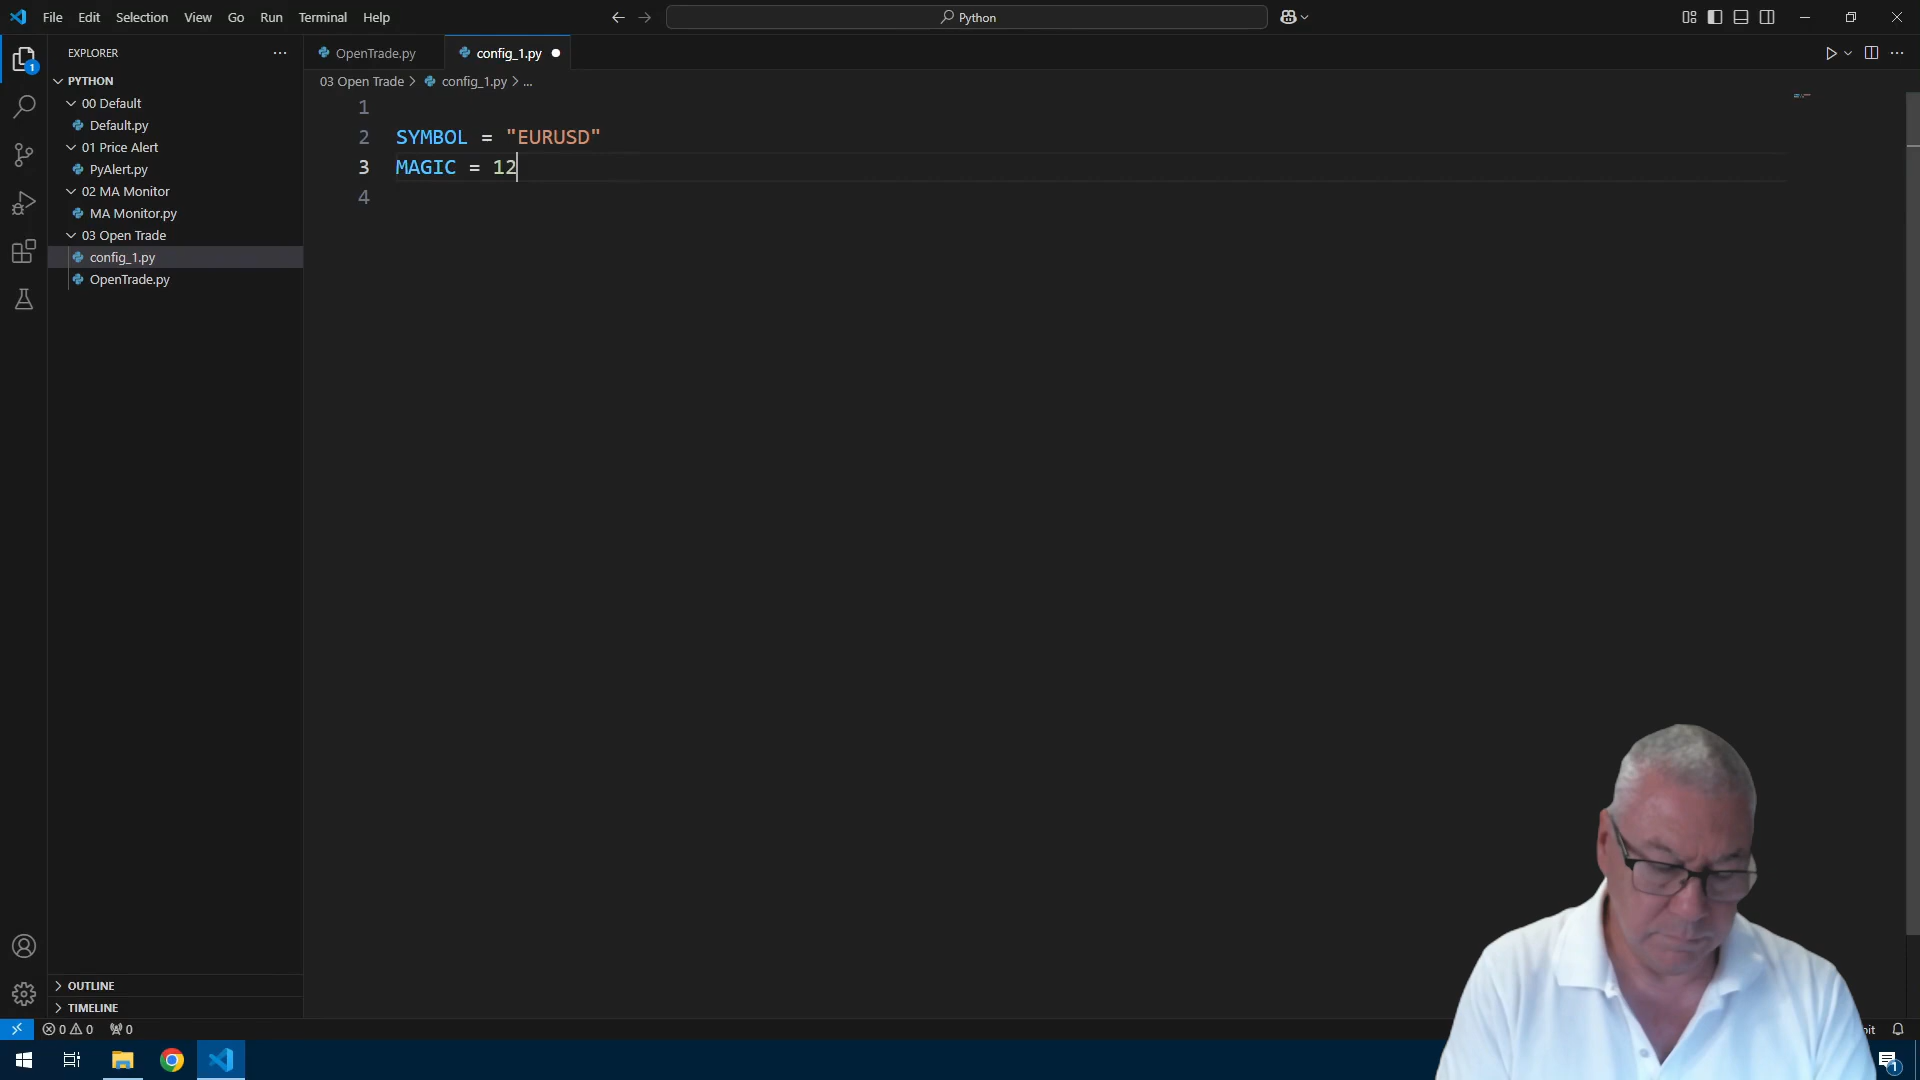 File Edit Selection View Go Run Terminal Help
Python
EXPLORER
OpenTrade.py
config_1.py
PYTHON
03 Open Trade > config_1.py > ...
00 Default
Default.py
01 Price Alert
PyAlert.py
02 MA Monitor
MA Monitor.py
03 Open Trade
config_1.py
OpenTrade.py
1
2 SYMBOL = "EURUSD"
3 MAGIC = 12
4
1
OUTLINE
TIMELINE
0 0 0
1